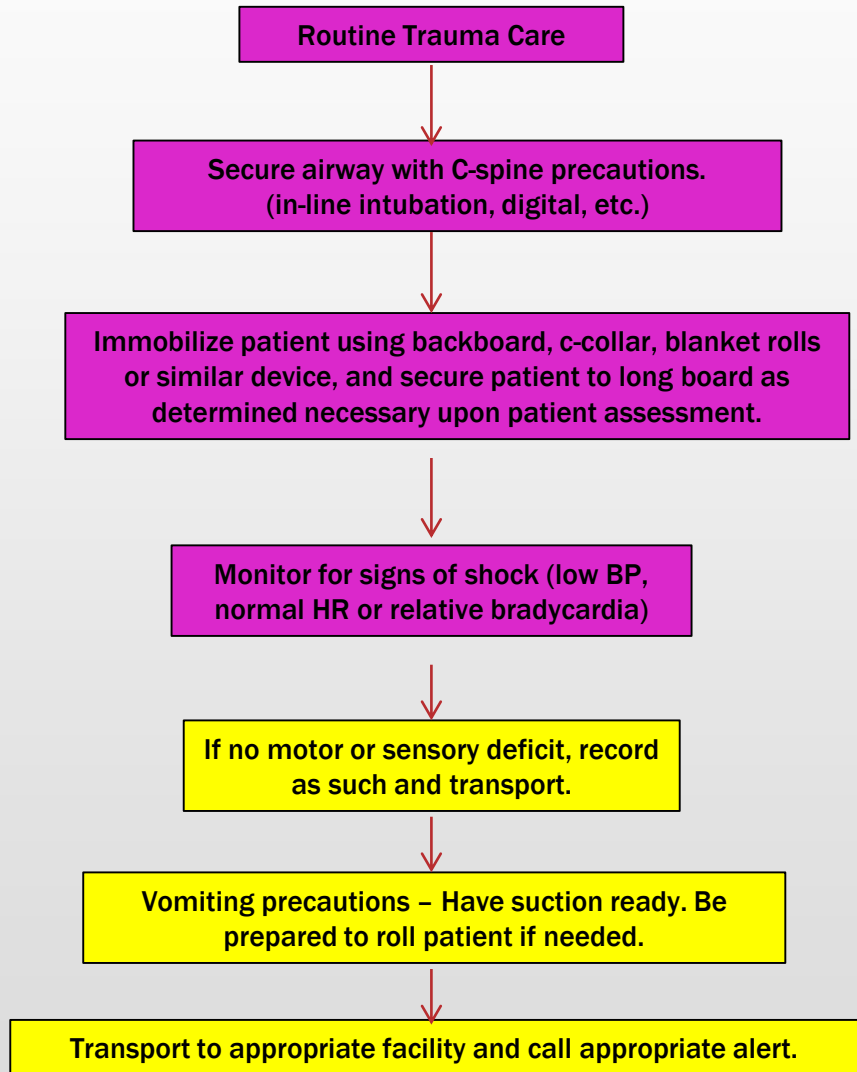 Routine Trauma Care
Secure airway with C-spine precautions.
(in-line intubation, digital, etc.)
Immobilize patient using backboard, c-collar, blanket rolls
or similar device, and secure patient to long board as
determined necessary upon patient assessment.
Monitor for signs of shock (low BP,
normal HR or relative bradycardia)
If no motor or sensory deficit, record
as such and transport.
Vomiting precautions – Have suction ready. Be
prepared to roll patient if needed.
Transport to appropriate facility and call appropriate alert.